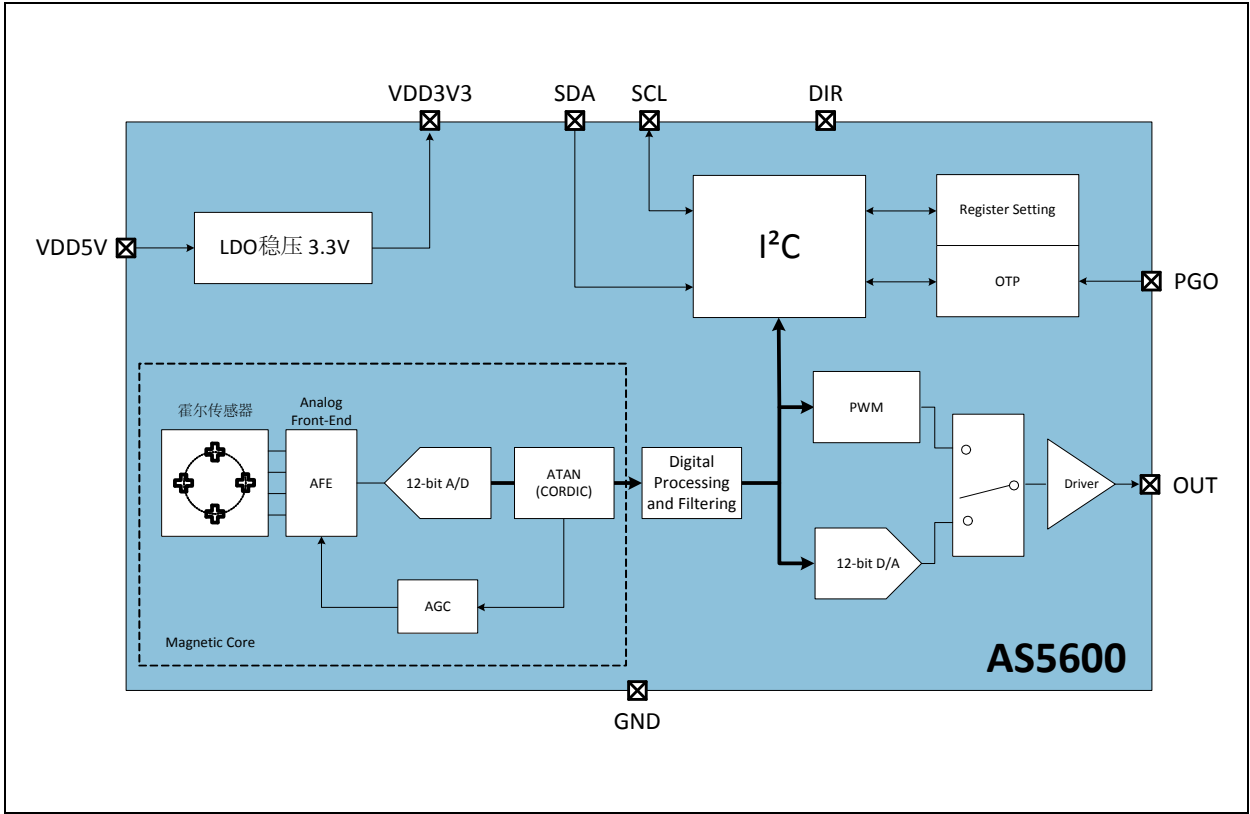 VDD3V3
SDA
SCL
DIR
VDD5V
LDO稳压 3.3V
I²C
Register Setting
OTP
PGO
霍尔传感器
Analog
Front-End
AFE
12-bit A/D
ATAN
(CORDIC)
Digital
Processing
and Filtering
PWM
12-bit D/A
Driver
OUT
AGC
Magnetic Core
AS5600
GND